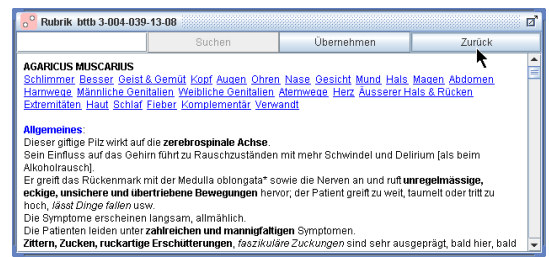 Rubrik bttb 3-004-039-13-08
Suchen Übernehmen Zurück
AGARICUS MUSCARIUS
Schlimmer Besser Geist & Gemüt Kopf Augen Ohren Nase Gesicht Mund Hals Magen Abdomen
Harnwege Männliche Genitalien Weibliche Genitalien Atemwege Herz Äusserer Hals & Rücken
Extremitäten Haut Schlaf Fieber Komplementär Verwandt
Allgemeines:
Dieser giftige Pilz wirkt auf die zerebrospinale Achse.
Sein Einfluss auf das Gehirn führt zu Rauschzuständen mit mehr Schwindel und Delirium [als beim
Alkoholrausch].
Er greift das Rückenmark mit der Medulla oblongata* sowie die Nerven an und ruft unregelmässige,
eckige, unsichere und übertriebene Bewegungen hervor; der Patient greift zu weit, taumelt oder tritt zu
hoch, lässt Dinge fallen usw.
Die Symptome erscheinen langsam, allmählich.
Die Patienten leiden unter zahlreichen und mannigfaltigen Symptomen.
Zittern, Zucken, ruckartige Erschütterungen, faszikuläre Zuckungen sind sehr ausgeprägt, bald hier, bald